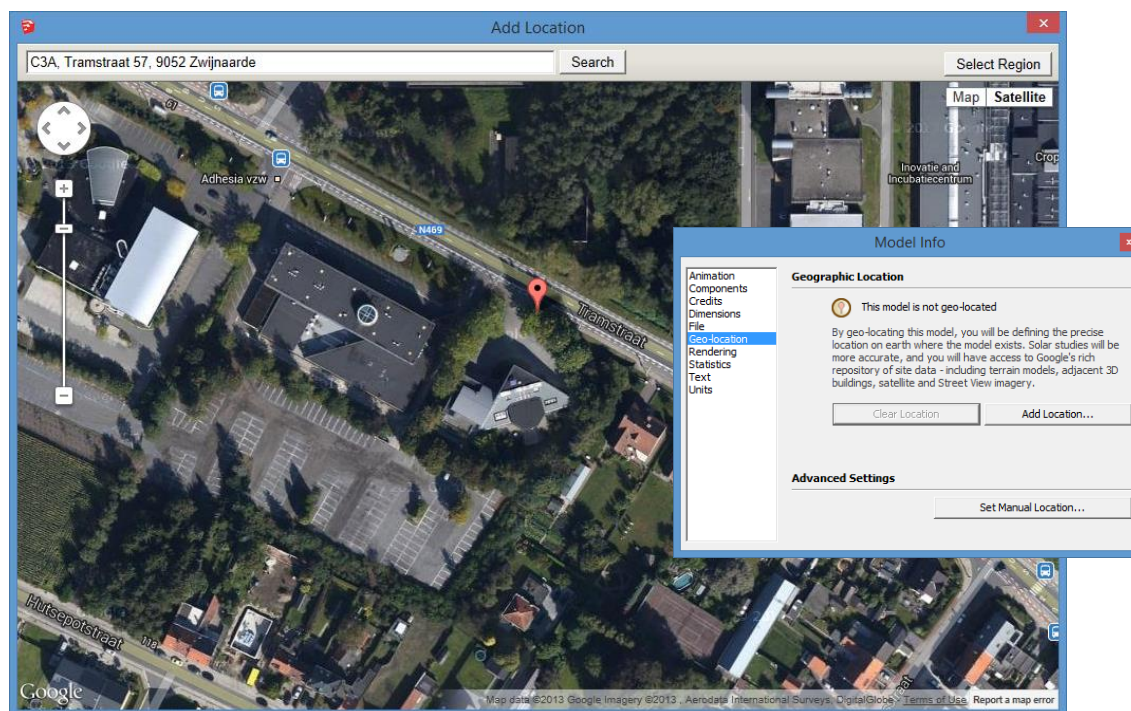 Add Location
C3A, Tramstraat 57, 9052 Zwijnaarde
Search
Select Region
Map Satellite
61
Adhesia vzw
Inovatie and
Incubatiecentrum
Crop
N469
Tramstraat
Hutsepotstraat
118
Google
Map data ©2013 Google Imagery ©2013 , Aerodata International Surveys, DigitalGlobe - Terms of Use Report a map error
Model Info
Animation
Components
Credits
Dimensions
File
Geo-location
Rendering
Statistics
Text
Units
Geographic Location
This model is not geo-located
By geo-locating this model, you will be defining the precise
location on earth where the model exists. Solar studies will be
more accurate, and you will have access to Google's rich
repository of site data - including terrain models, adjacent 3D
buildings, satellite and Street View imagery.
Clear Location
Add Location...
Advanced Settings
Set Manual Location...